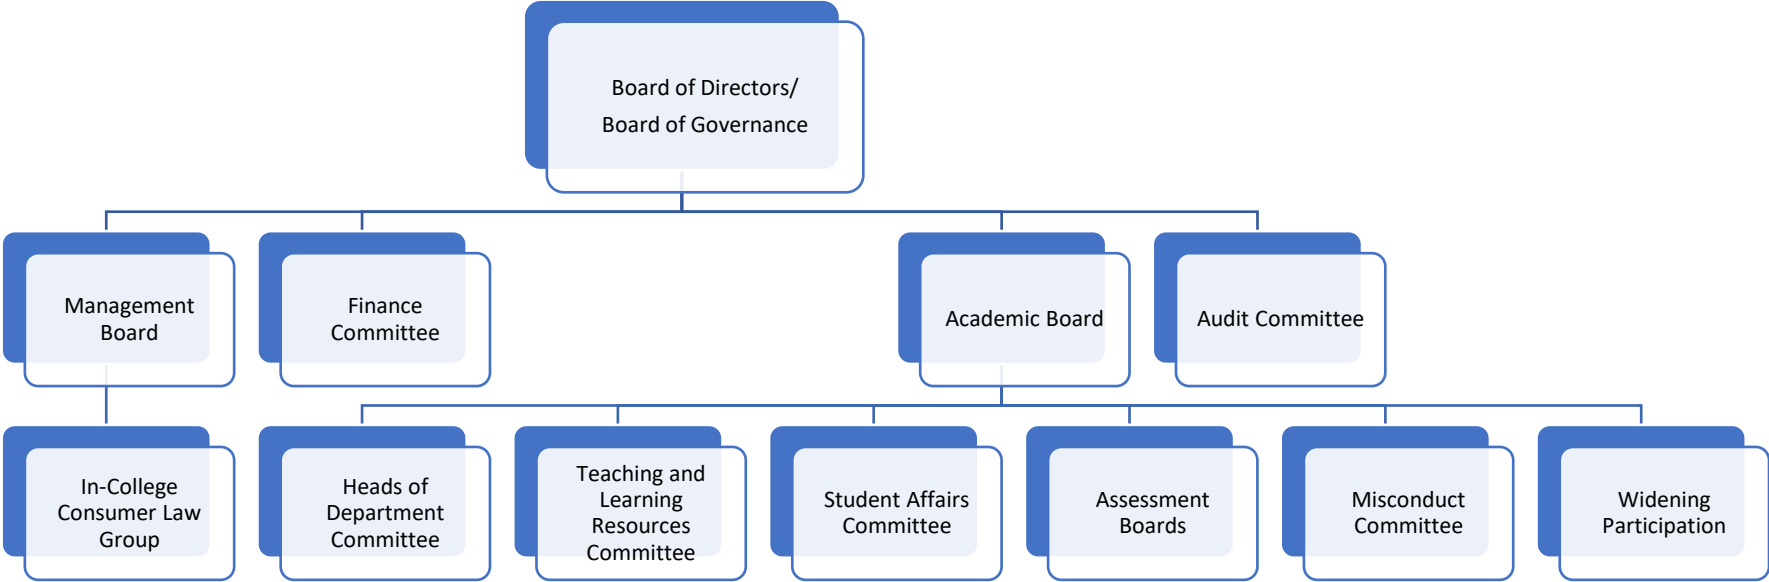 Board of Directors/
Board of Governance
Management
Board
Finance
Committee
Academic Board
Audit Committee
In-College
Consumer Law
Group
Heads of
Department
Committee
Teaching and
Learning
Resources
Committee
Student Affairs
Committee
Assessment
Boards
Misconduct
Committee
Widening
Participation